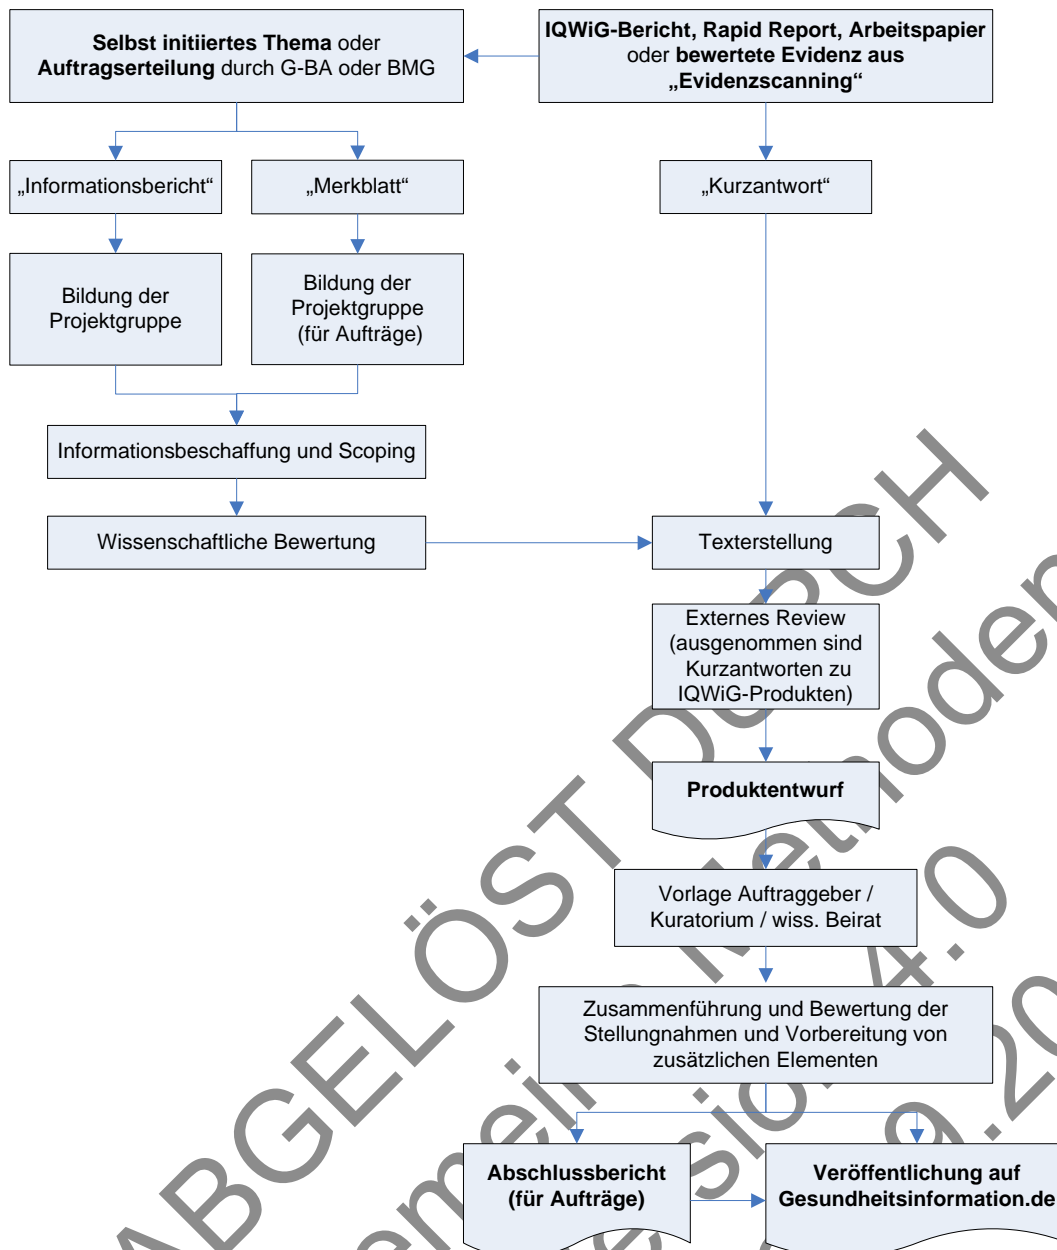 Selbst initiiertes Thema oder
Auftragserteilung durch G-BA oder BMG
IQWiG-Bericht, Rapid Report, Arbeitspapier
oder bewertete Evidenz aus
„Evidenzscanning“
„Informationsbericht“
„Merkblatt“
„Kurzantwort“
Bildung der
Projektgruppe
Bildung der
Projektgruppe
(für Aufträge)
Informationsbeschaffung und Scoping
Wissenschaftliche Bewertung
Texterstellung
Externes Review
(ausgenommen sind
Kurzantworten zu
IQWiG-Produkten)
Produktentwurf
Vorlage Auftraggeber /
Kuratorium / wiss. Beirat
Zusammenführung und Bewertung der
Stellungnahmen und Vorbereitung von
zusätzlichen Elementen
Abschlussbericht
(für Aufträge)
Veröffentlichung auf
Gesundheitsinformation.de
ABGELÖST DURCH
4.0